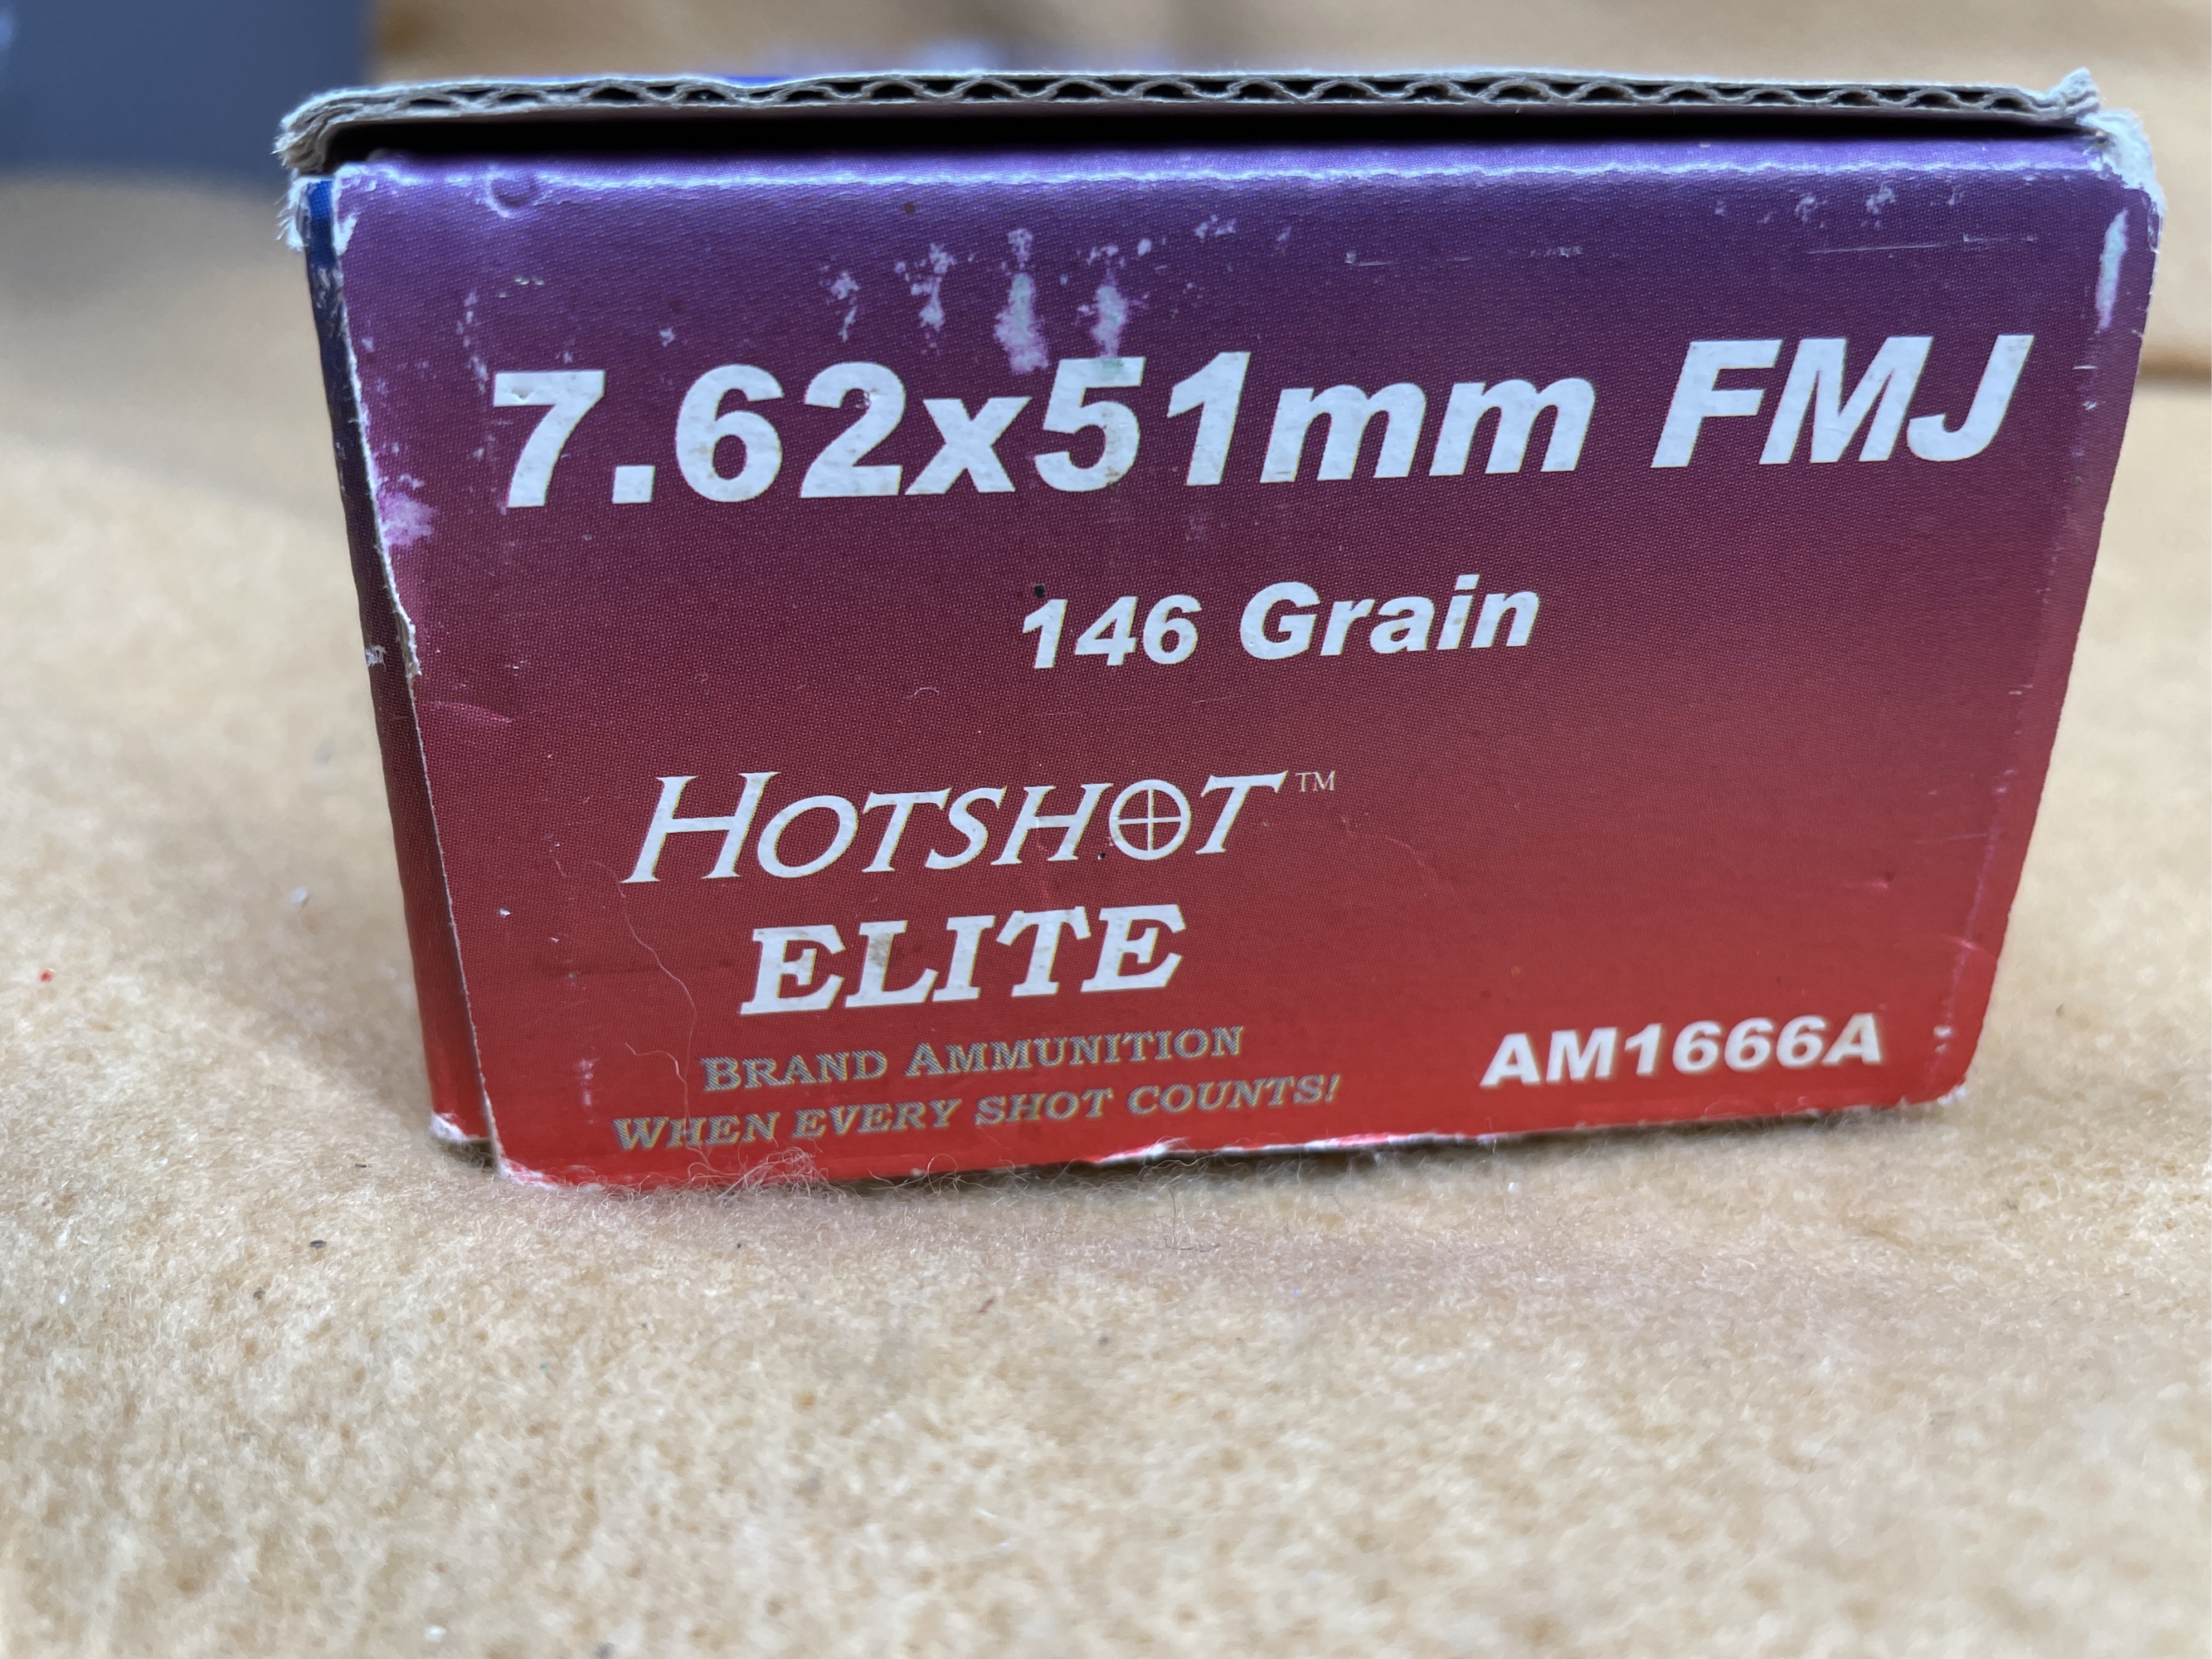 7.62x51mm FMJ
146 Grain
HOTSHOT™
ELITE
BRAND AMMUNITION
WHEN EVERY SHOT COUNTS!
AM1666A